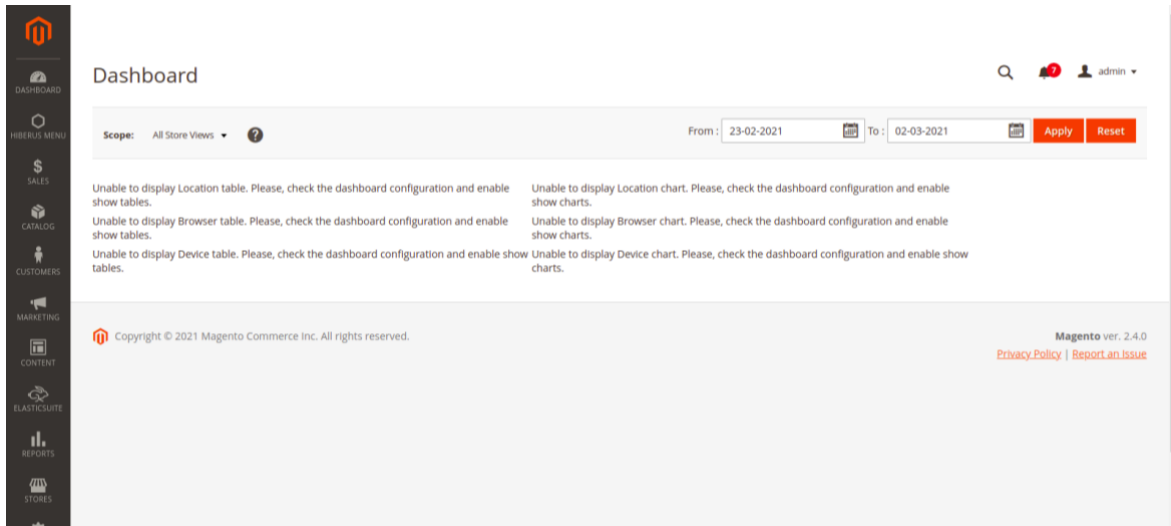 DASHBOARD
HIBERUS MENU
$
SALES
CATALOG
CUSTOMERS
MARKETING
CONTENT
ELASTICSUITE
REPORTS
STORES
Dashboard
7
admin
Scope: All Store Views ?
From : 23-02-2021 To : 02-03-2021 Apply Reset
Unable to display Location table. Please, check the dashboard configuration and enable
show tables.
Unable to display Location chart. Please, check the dashboard configuration and enable
show charts.
Unable to display Browser table. Please, check the dashboard configuration and enable
show tables.
Unable to display Browser chart. Please, check the dashboard configuration and enable
show charts.
Unable to display Device table. Please, check the dashboard configuration and enable show
tables.
Unable to display Device chart. Please, check the dashboard configuration and enable show
charts.
Copyright © 2021 Magento Commerce Inc. All rights reserved.
Magento ver. 2.4.0
Privacy Policy | Report an Issue